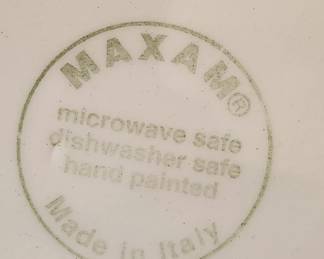 MAXAM®
microwave safe
dishwasher safe
hand painted
Made in Italy